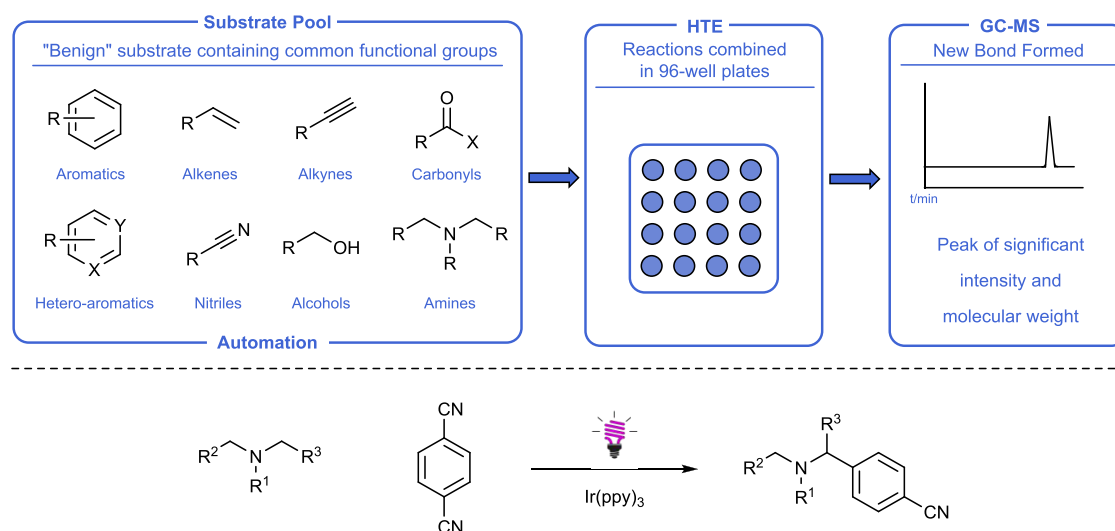 Substrate Pool
"Benign" substrate containing common functional groups
R
R
R
O
R
X
Aromatics
Alkenes
Alkynes
Carbonyls
R
Y
X
R
N
R
OH
R
N
R
R
Hetero-aromatics
Nitriles
Alcohols
Amines
Automation
HTE
Reactions combined
in 96-well plates
GC-MS
New Bond Formed
t/min
Peak of significant
intensity and
molecular weight
R2
N
R3
R1
CN
CN
Ir(ppy)3
R3
R2
N
R1
CN